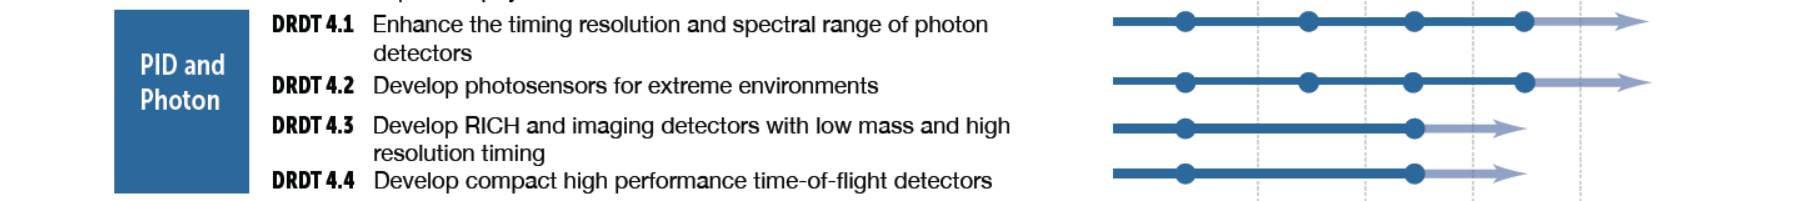 PID and
Photon
DRDT 4.1 Enhance the timing resolution and spectral range of photon
detectors
DRDT 4.2 Develop photosensors for extreme environments
DRDT 4.3 Develop RICH and imaging detectors with low mass and high
resolution timing
DRDT 4.4 Develop compact high performance time-of-flight detectors